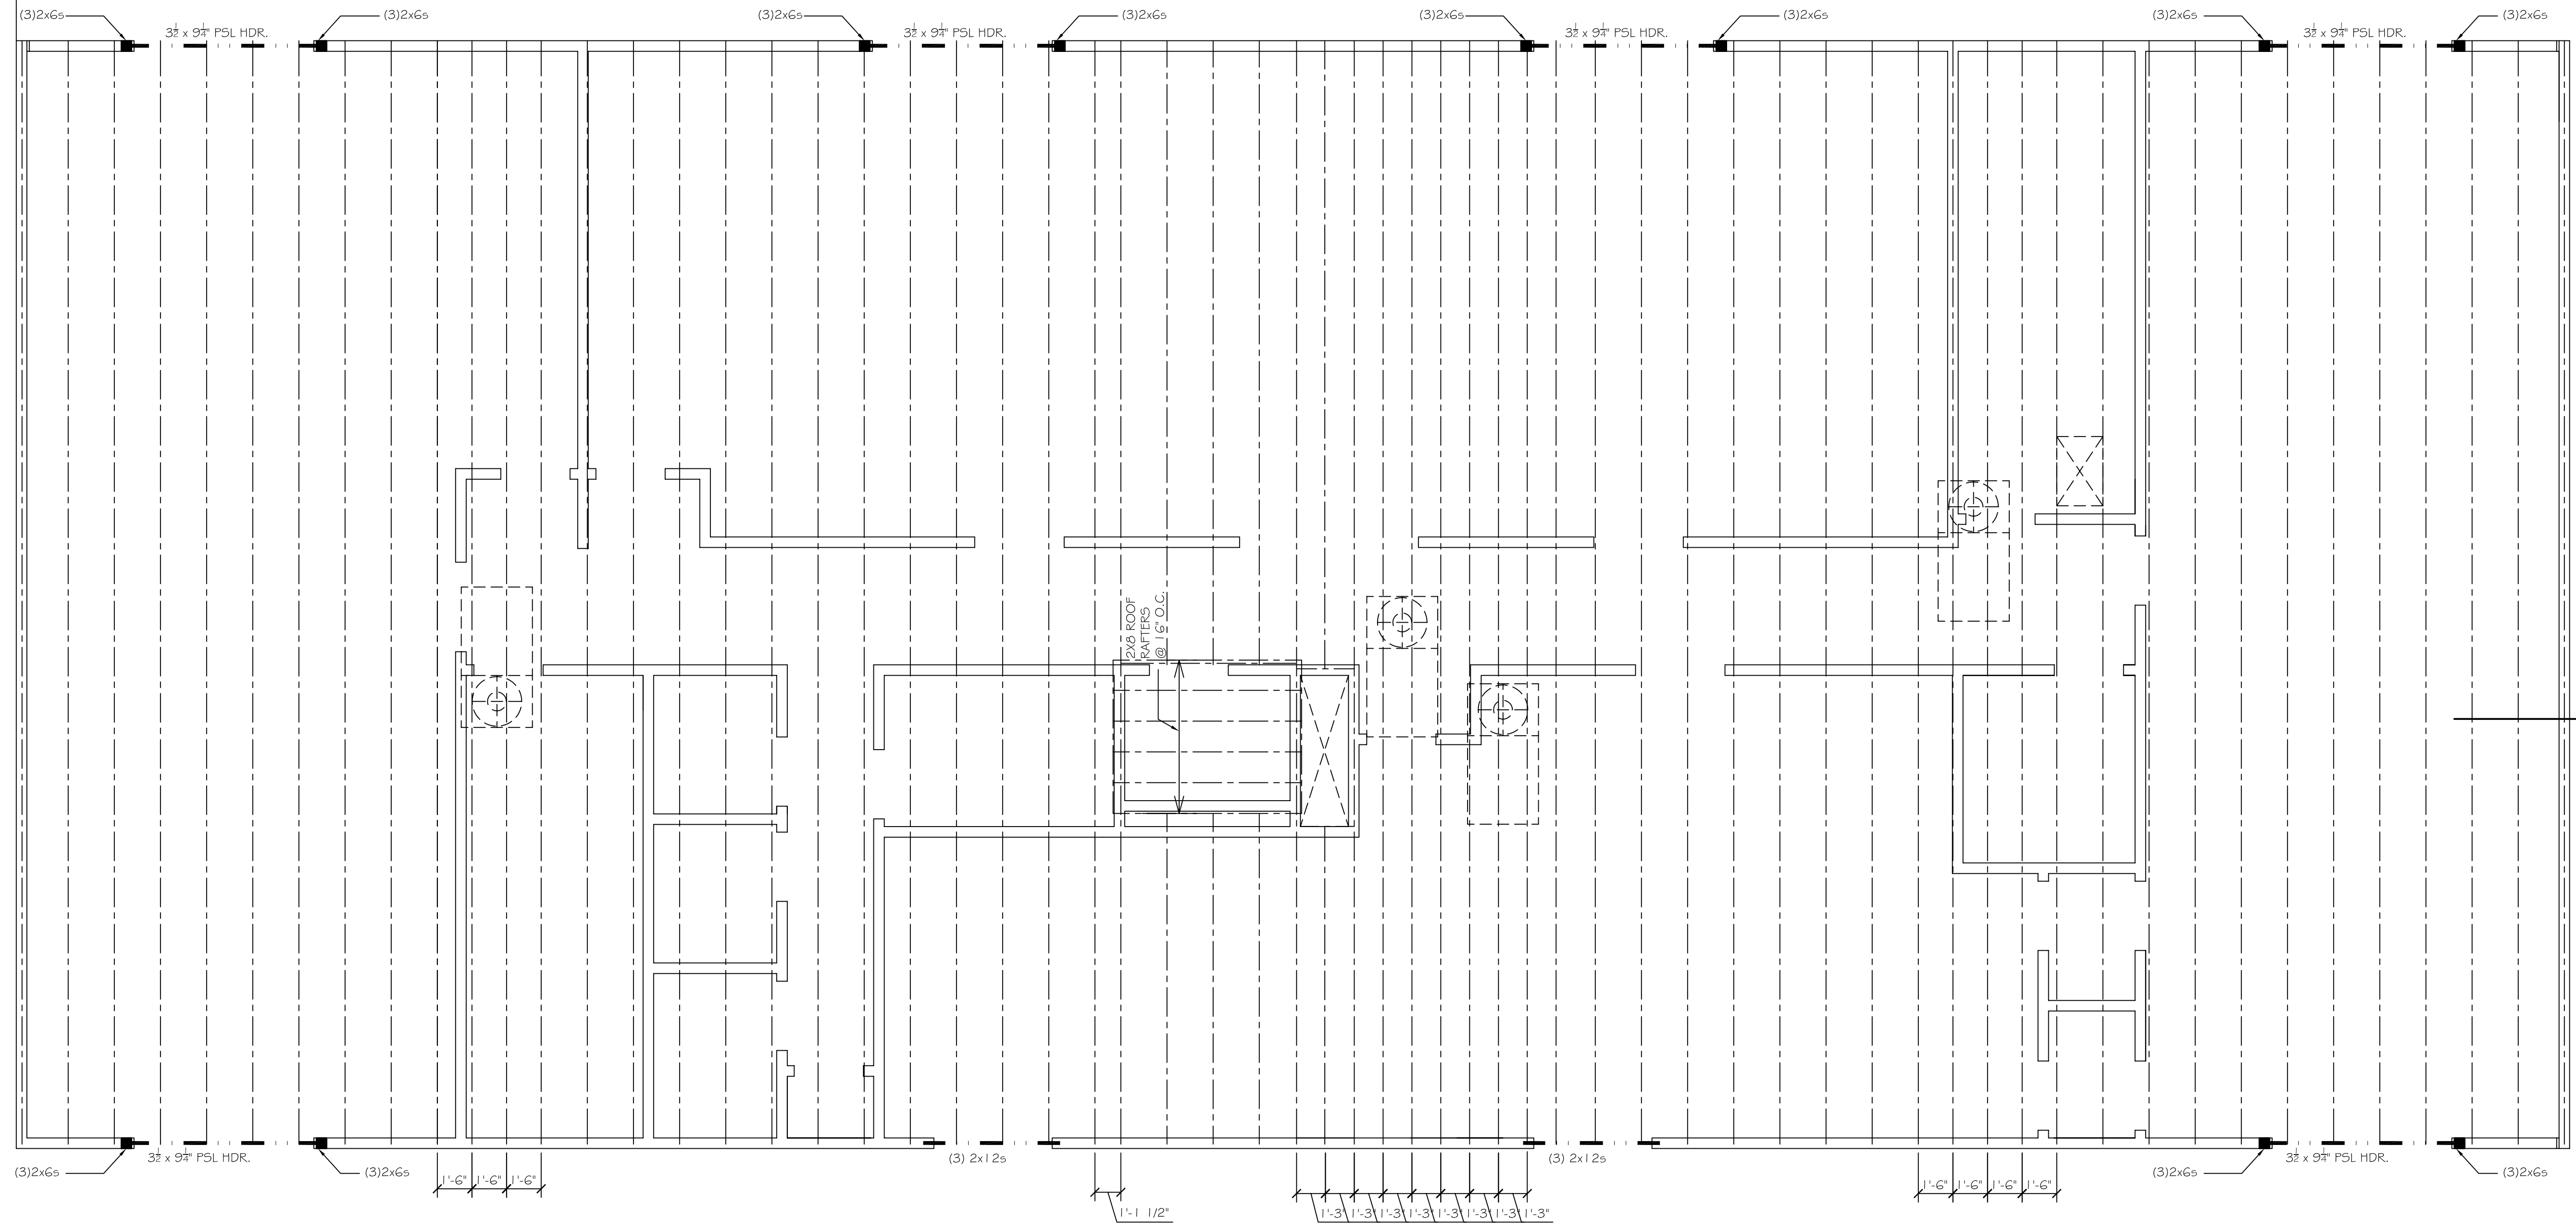 (3)2x6s
(3)2x6s
(3)2x6s
(3)2x6s
(3)2x6s
(3)2x6s
(3)2x6s
(3)2x6s
3½ x 9¼" PSL HDR.
3½ x 9¼" PSL HDR.
3½ x 9¼" PSL HDR.
3½ x 9¼" PSL HDR.
2X8 ROOF
RAFTERS
@ 16" O.C.
3½ x 9¼" PSL HDR.
(3) 2x12s
(3) 2x12s
3½ x 9¼" PSL HDR.
(3)2x6s
(3)2x6s
(3)2x6s
(3)2x6s
1'-6"
1'-6"
1'-6"
1'-6"
1'-6"
1'-6"
1'-6"
1'-1 1/2"
1'-3"
1'-3"
1'-3"
1'-3"
1'-3"
1'-3"
1'-3"
1'-3"